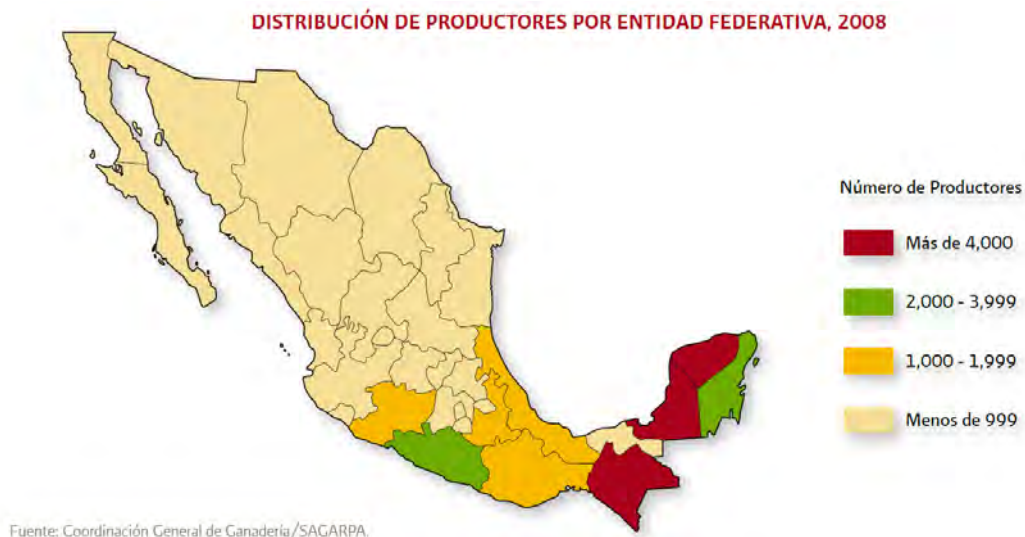 DISTRIBUCIÓN DE PRODUCTORES POR ENTIDAD FEDERATIVA, 2008
Número de Productores
Más de 4,000
2,000 - 3,999
1,000 - 1,999
Menos de 999
Fuente: Coordinación General de Ganadería/SAGARPA.